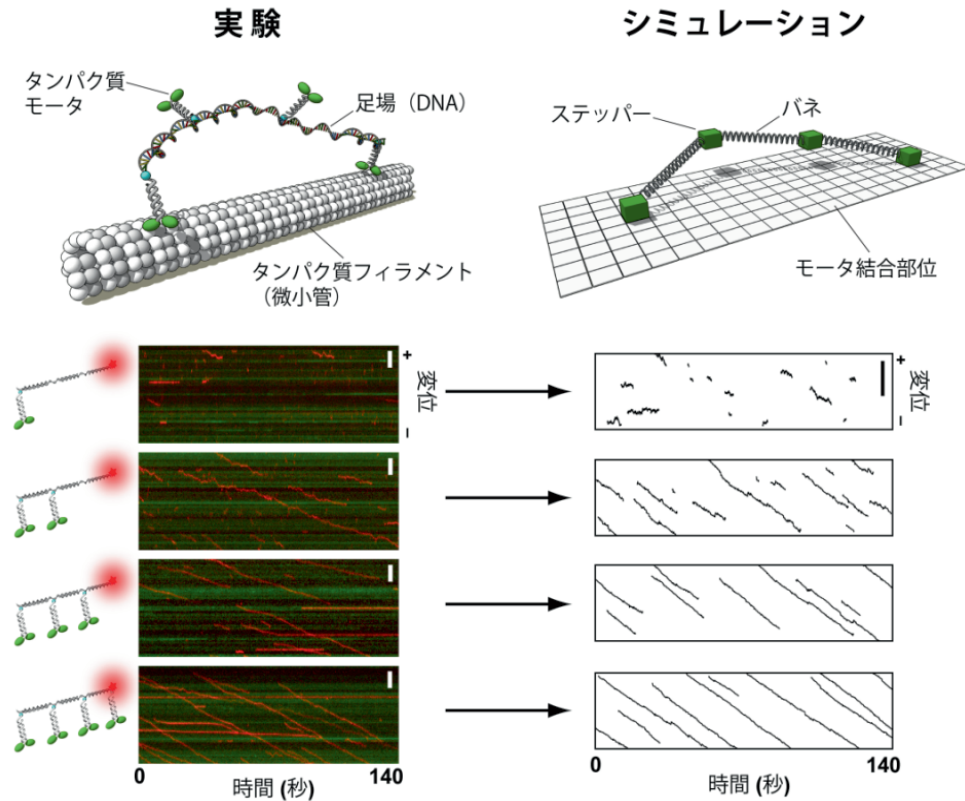 実 験
シミュレーション
タンパク質
モータ
足場（DNA）
タンパク質フィラメント
（微小管）
ステッパー
バネ
モータ結合部位
+
変位
−
+
変位
−
0
140
時間 (秒)
0
140
時間 (秒)